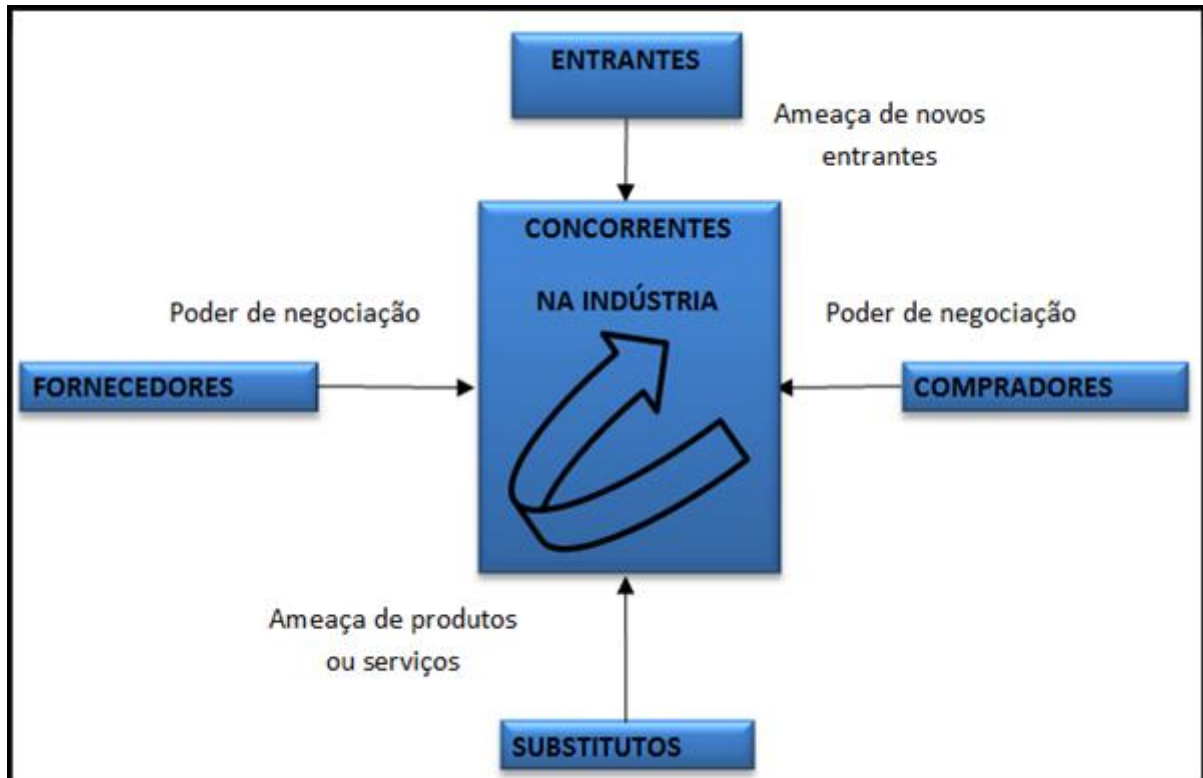 ENTRANTES
Ameaça de novos
entrantes
CONCORRENTES
NA INDÚSTRIA
Poder de negociação
Poder de negociação
FORNECEDORES
COMPRADORES
Ameaça de produtos
ou serviços
SUBSTITUTOS